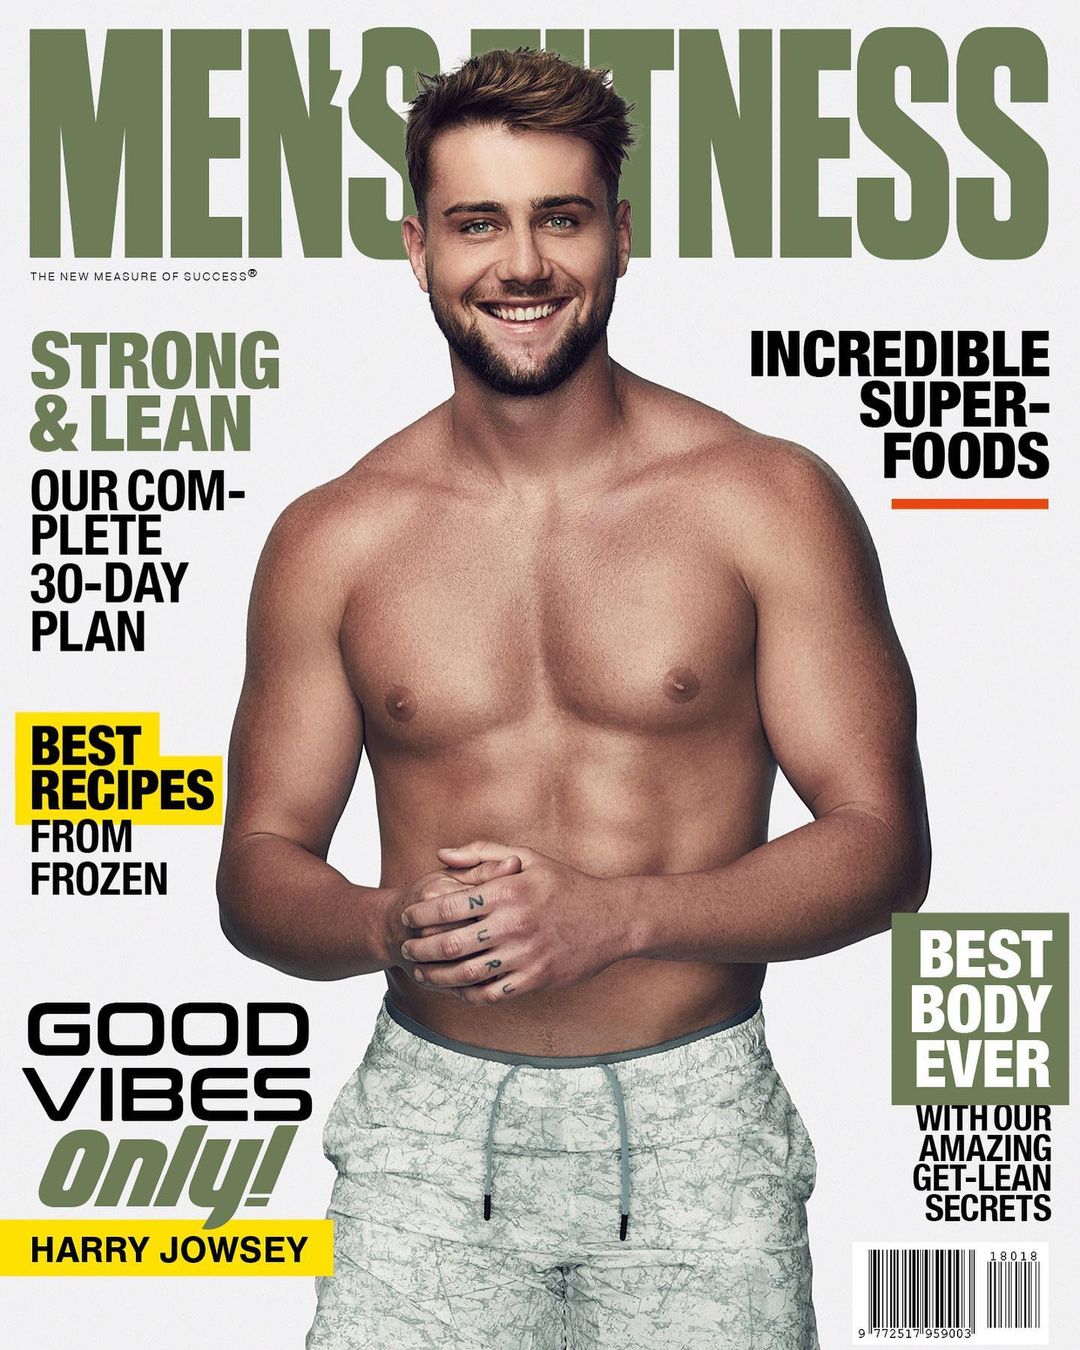 MEN'S FITNESS
THE NEW MEASURE OF SUCCESS®
STRONG
& LEAN
OUR COM-
PLETE
30-DAY
PLAN
INCREDIBLE
SUPER-
FOODS
BEST
RECIPES
FROM
FROZEN
Z
U
R
U
GOOD
VIBES
Only!
HARRY JOWSEY
BEST
BODY
EVER
WITH OUR
AMAZING
GET-LEAN
SECRETS
18018
9 772517 959003